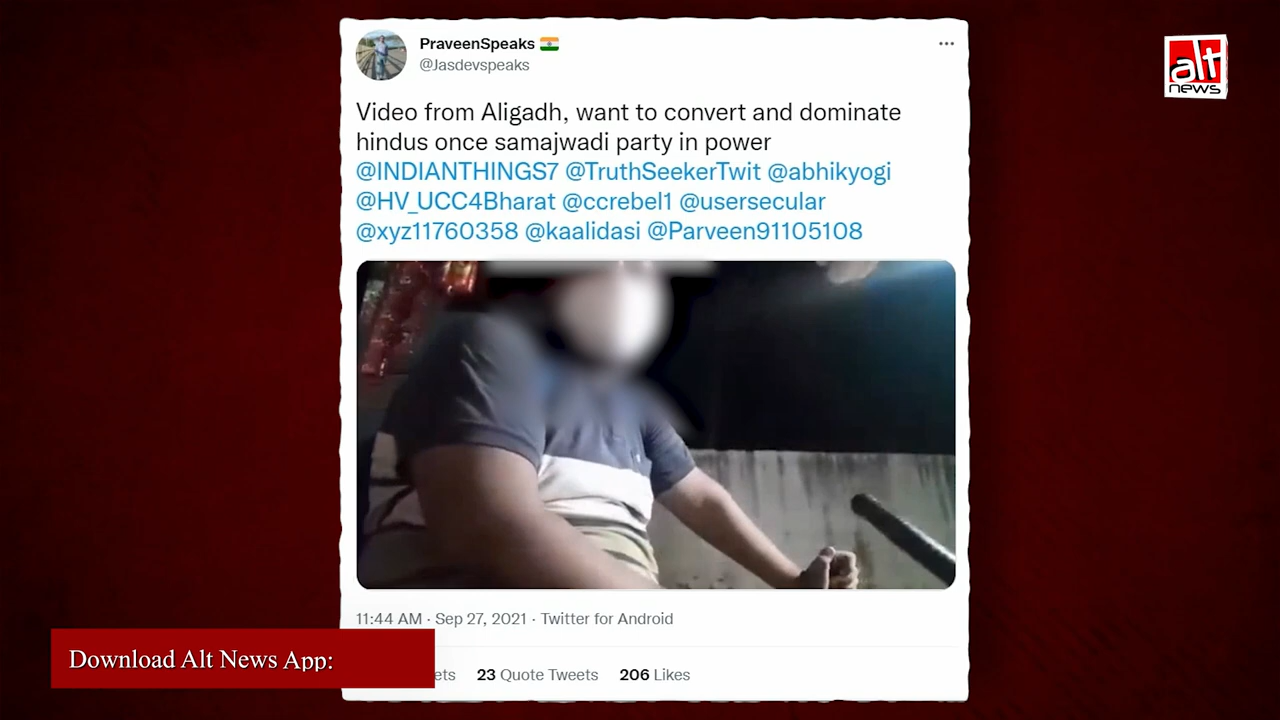 PraveenSpeaks
@Jasdevspeaks
Video from Aligadh, want to convert and dominate
hindus once samajwadi party in power
@INDIANTHINGS7 @TruthSeekerTwit @abhikyogi
@HV_UCC4Bharat @ccrebel1 @usersecular
@xyz11760358 @kaalidasi @Parveen91105108
11:44 AM · Sep 27, 2021 · Twitter for Android
ets 23 Quote Tweets 206 Likes
Download Alt News App:
alt
news